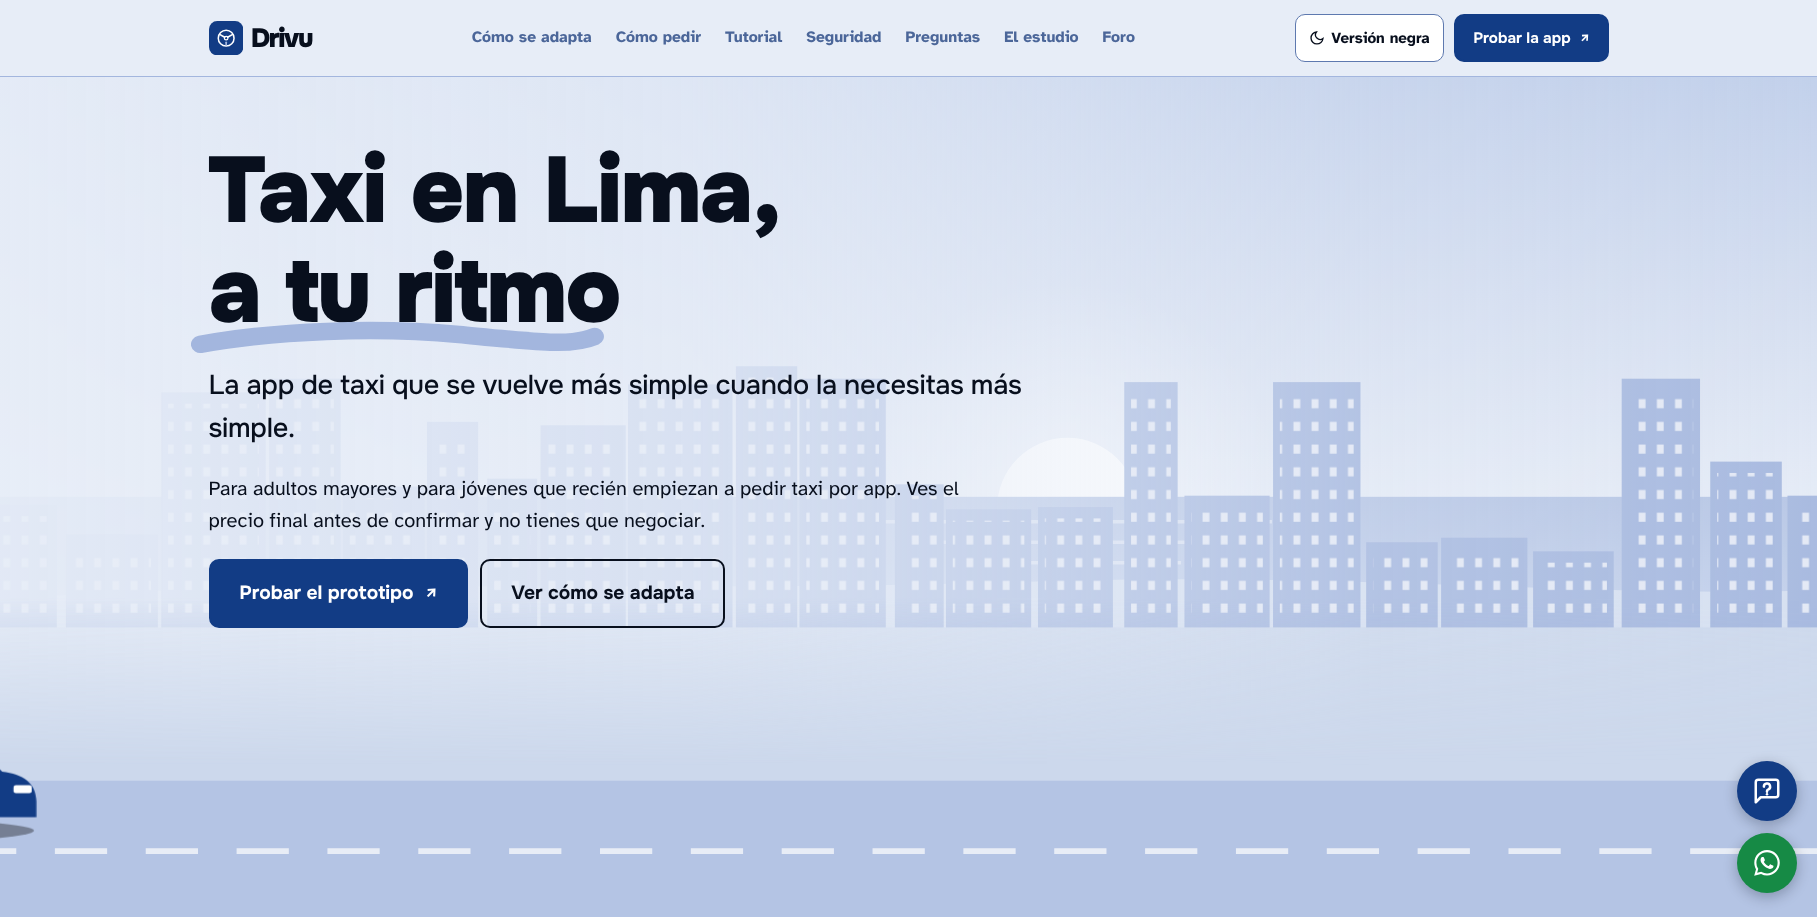 Drivu
Cómo se adapta
Cómo pedir
Tutorial
Seguridad
Preguntas
El estudio
Foro
Versión negra
Probar la app
Taxi en Lima,
a tu ritmo
La app de taxi que se vuelve más simple cuando la necesitas más
simple.
Para adultos mayores y para jóvenes que recién empiezan a pedir taxi por app. Ves el
precio final antes de confirmar y no tienes que negociar.
Probar el prototipo
Ver cómo se adapta